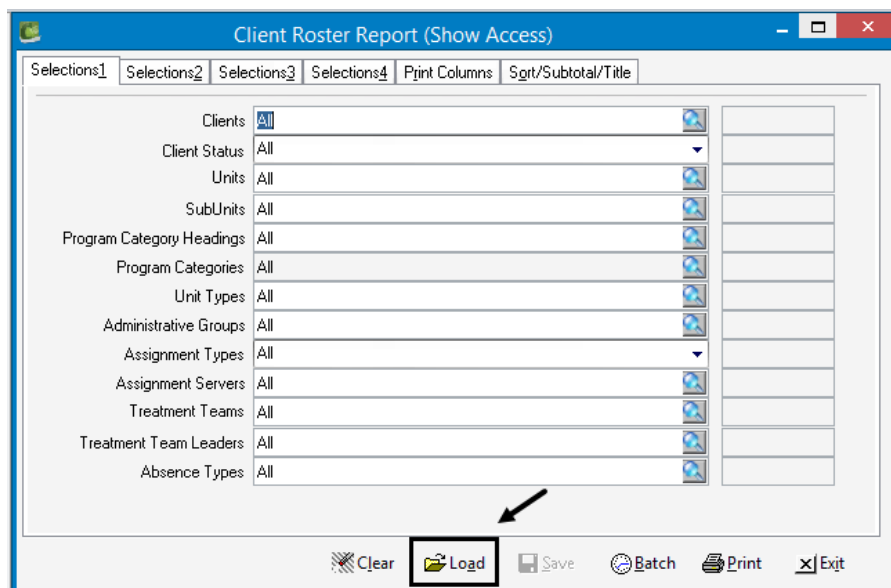 Client Roster Report (Show Access)
Selections1 Selections2 Selections3 Selections4 Print Columns Sort/Subtotal/Title
Clients All
Client Status All
Units All
SubUnits All
Program Category Headings All
Program Categories All
Unit Types All
Administrative Groups All
Assignment Types All
Assignment Servers All
Treatment Teams All
Treatment Team Leaders All
Absence Types All
Clear Load Save Batch Print Exit